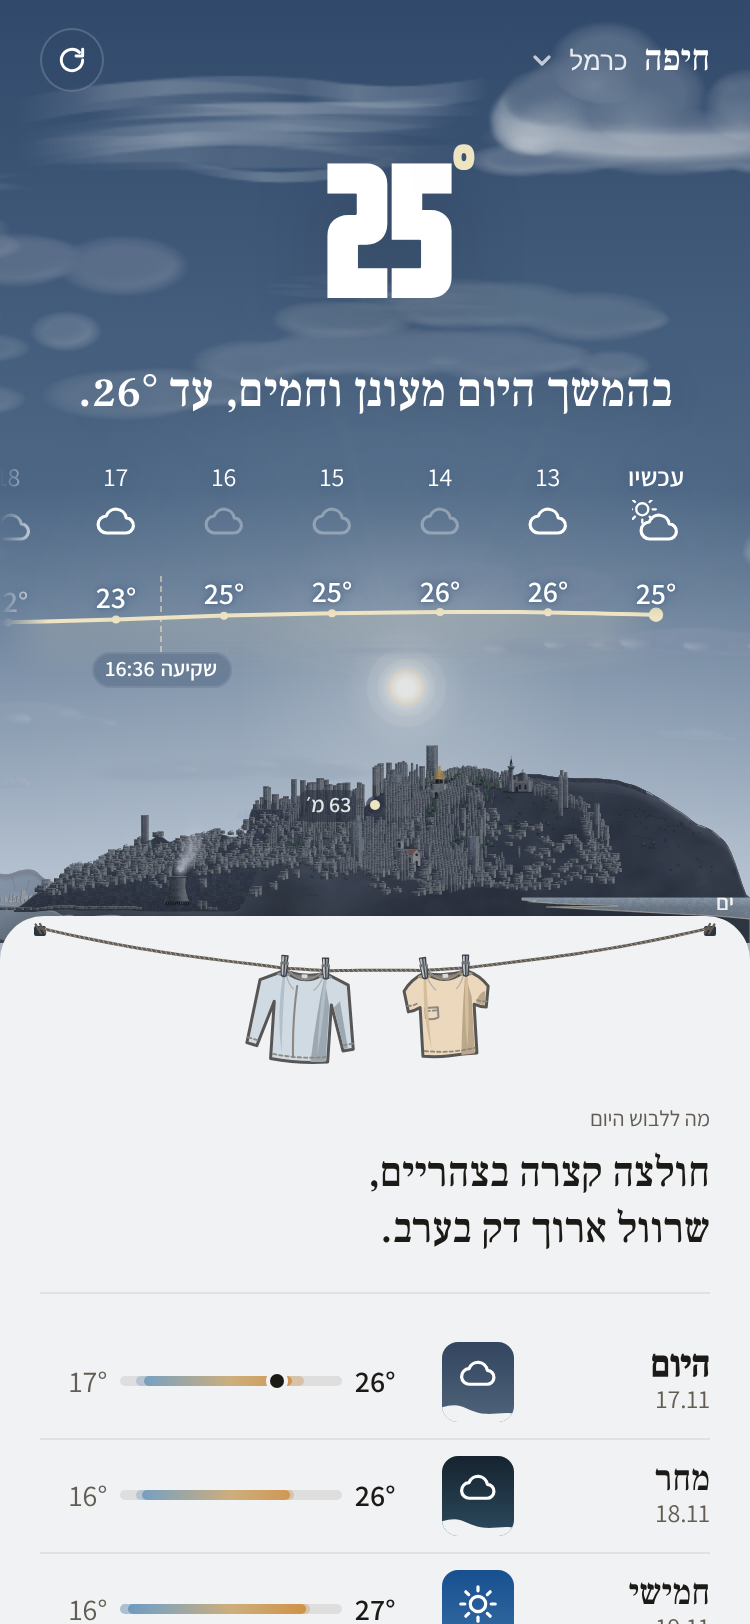 חיפה כרמל
25°
בהמשך היום מעונן וחמים, עד 26°.
עכשיו 13 14 15 16 17
25° 26° 26° 25° 25° 23° 2°
שקיעה 16:36
63 מ׳
ים
מה ללבוש היום
חולצה קצרה בצהריים,
שרוול ארוך דק בערב.
היום 26° 17°
17.11
מחר 26° 16°
18.11
חמישי 27° 16°